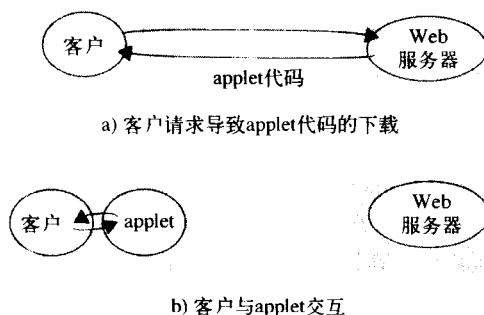 客户
Web
服务器
applet代码
a) 客户请求导致applet代码的下载
客户
applet
Web
服务器
b) 客户与applet交互